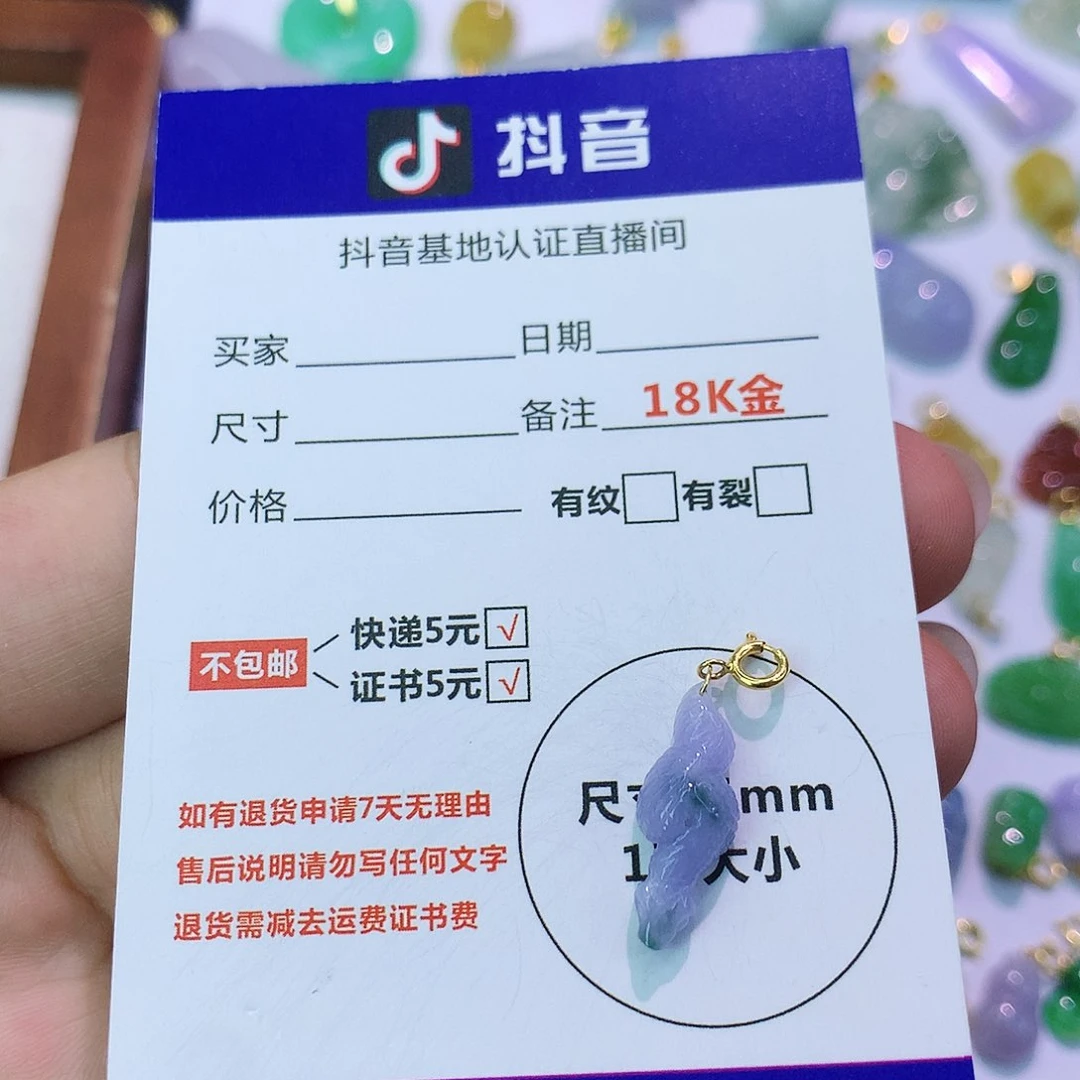 抖音
抖音基地认证直播间
买家 日期
尺寸 备注 18K金
价格 有纹 有裂
不包邮
快递5元 √
证书5元 √
如有退货申请7天无理由
售后说明请勿写任何文字
退货需减去运费证书费
尺 mm
1 大小